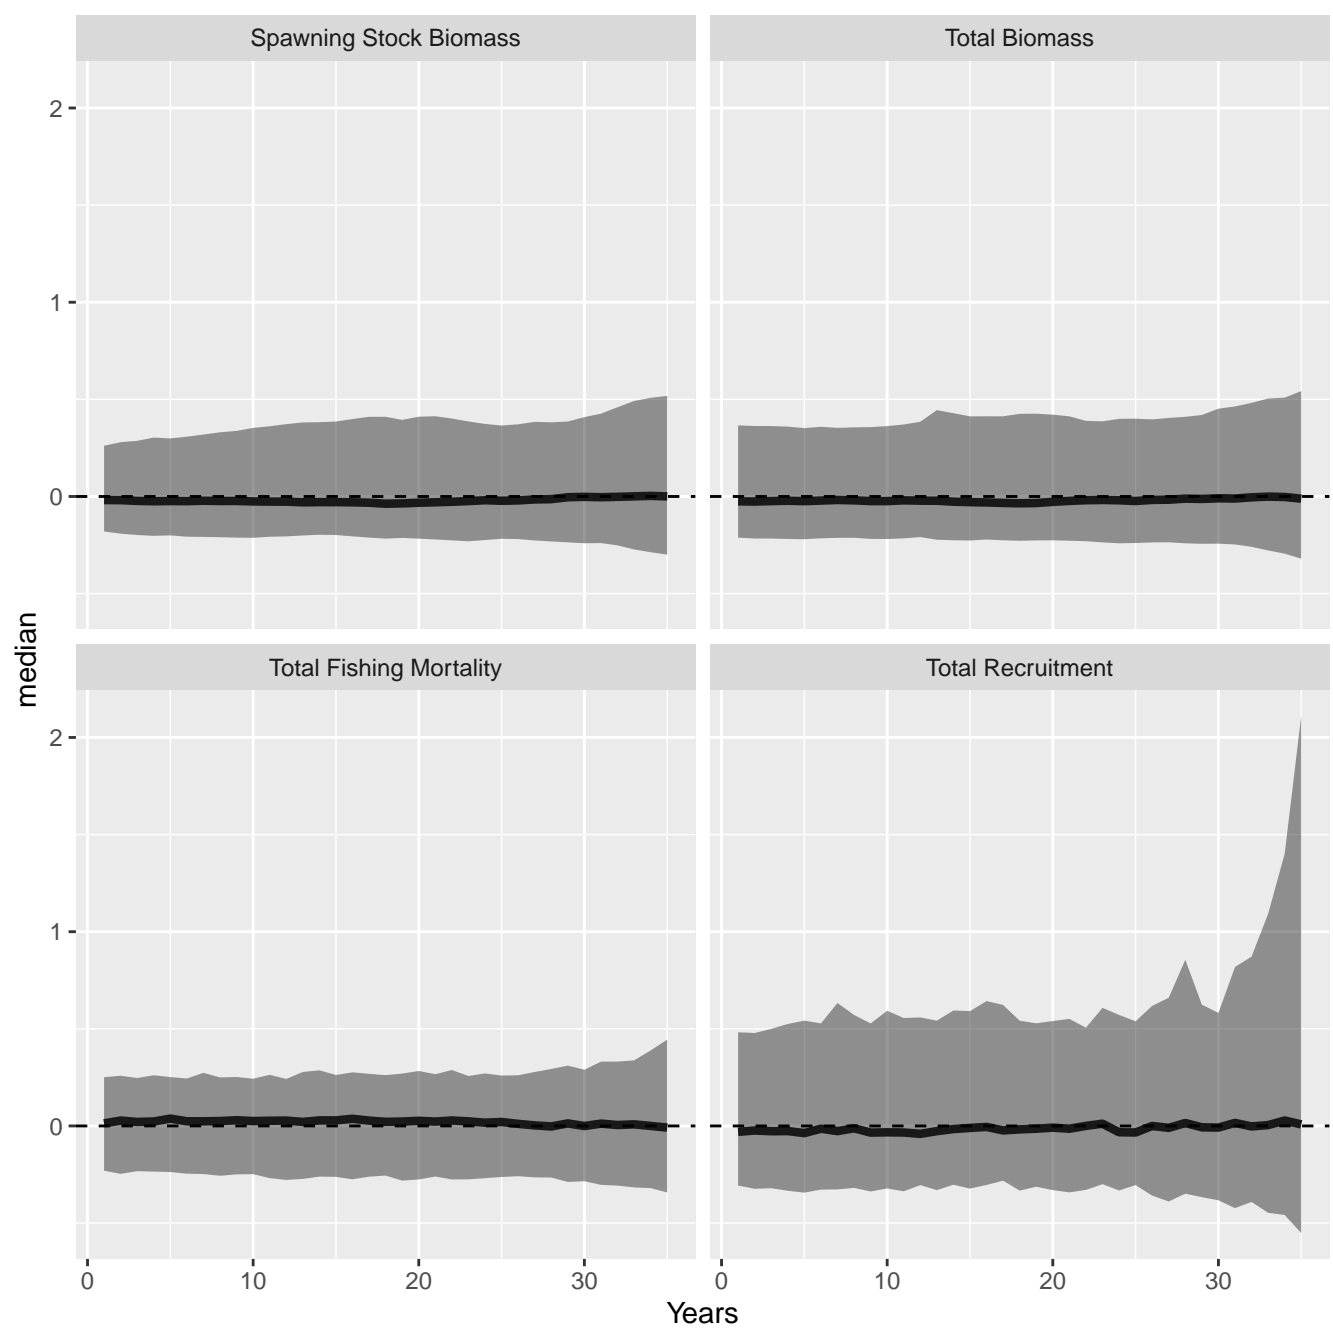 Spawning Stock Biomass
Total Biomass
2
1
0
Total Fishing Mortality
Total Recruitment
2
1
0
median
0 10 20 30
0 10 20 30
Years